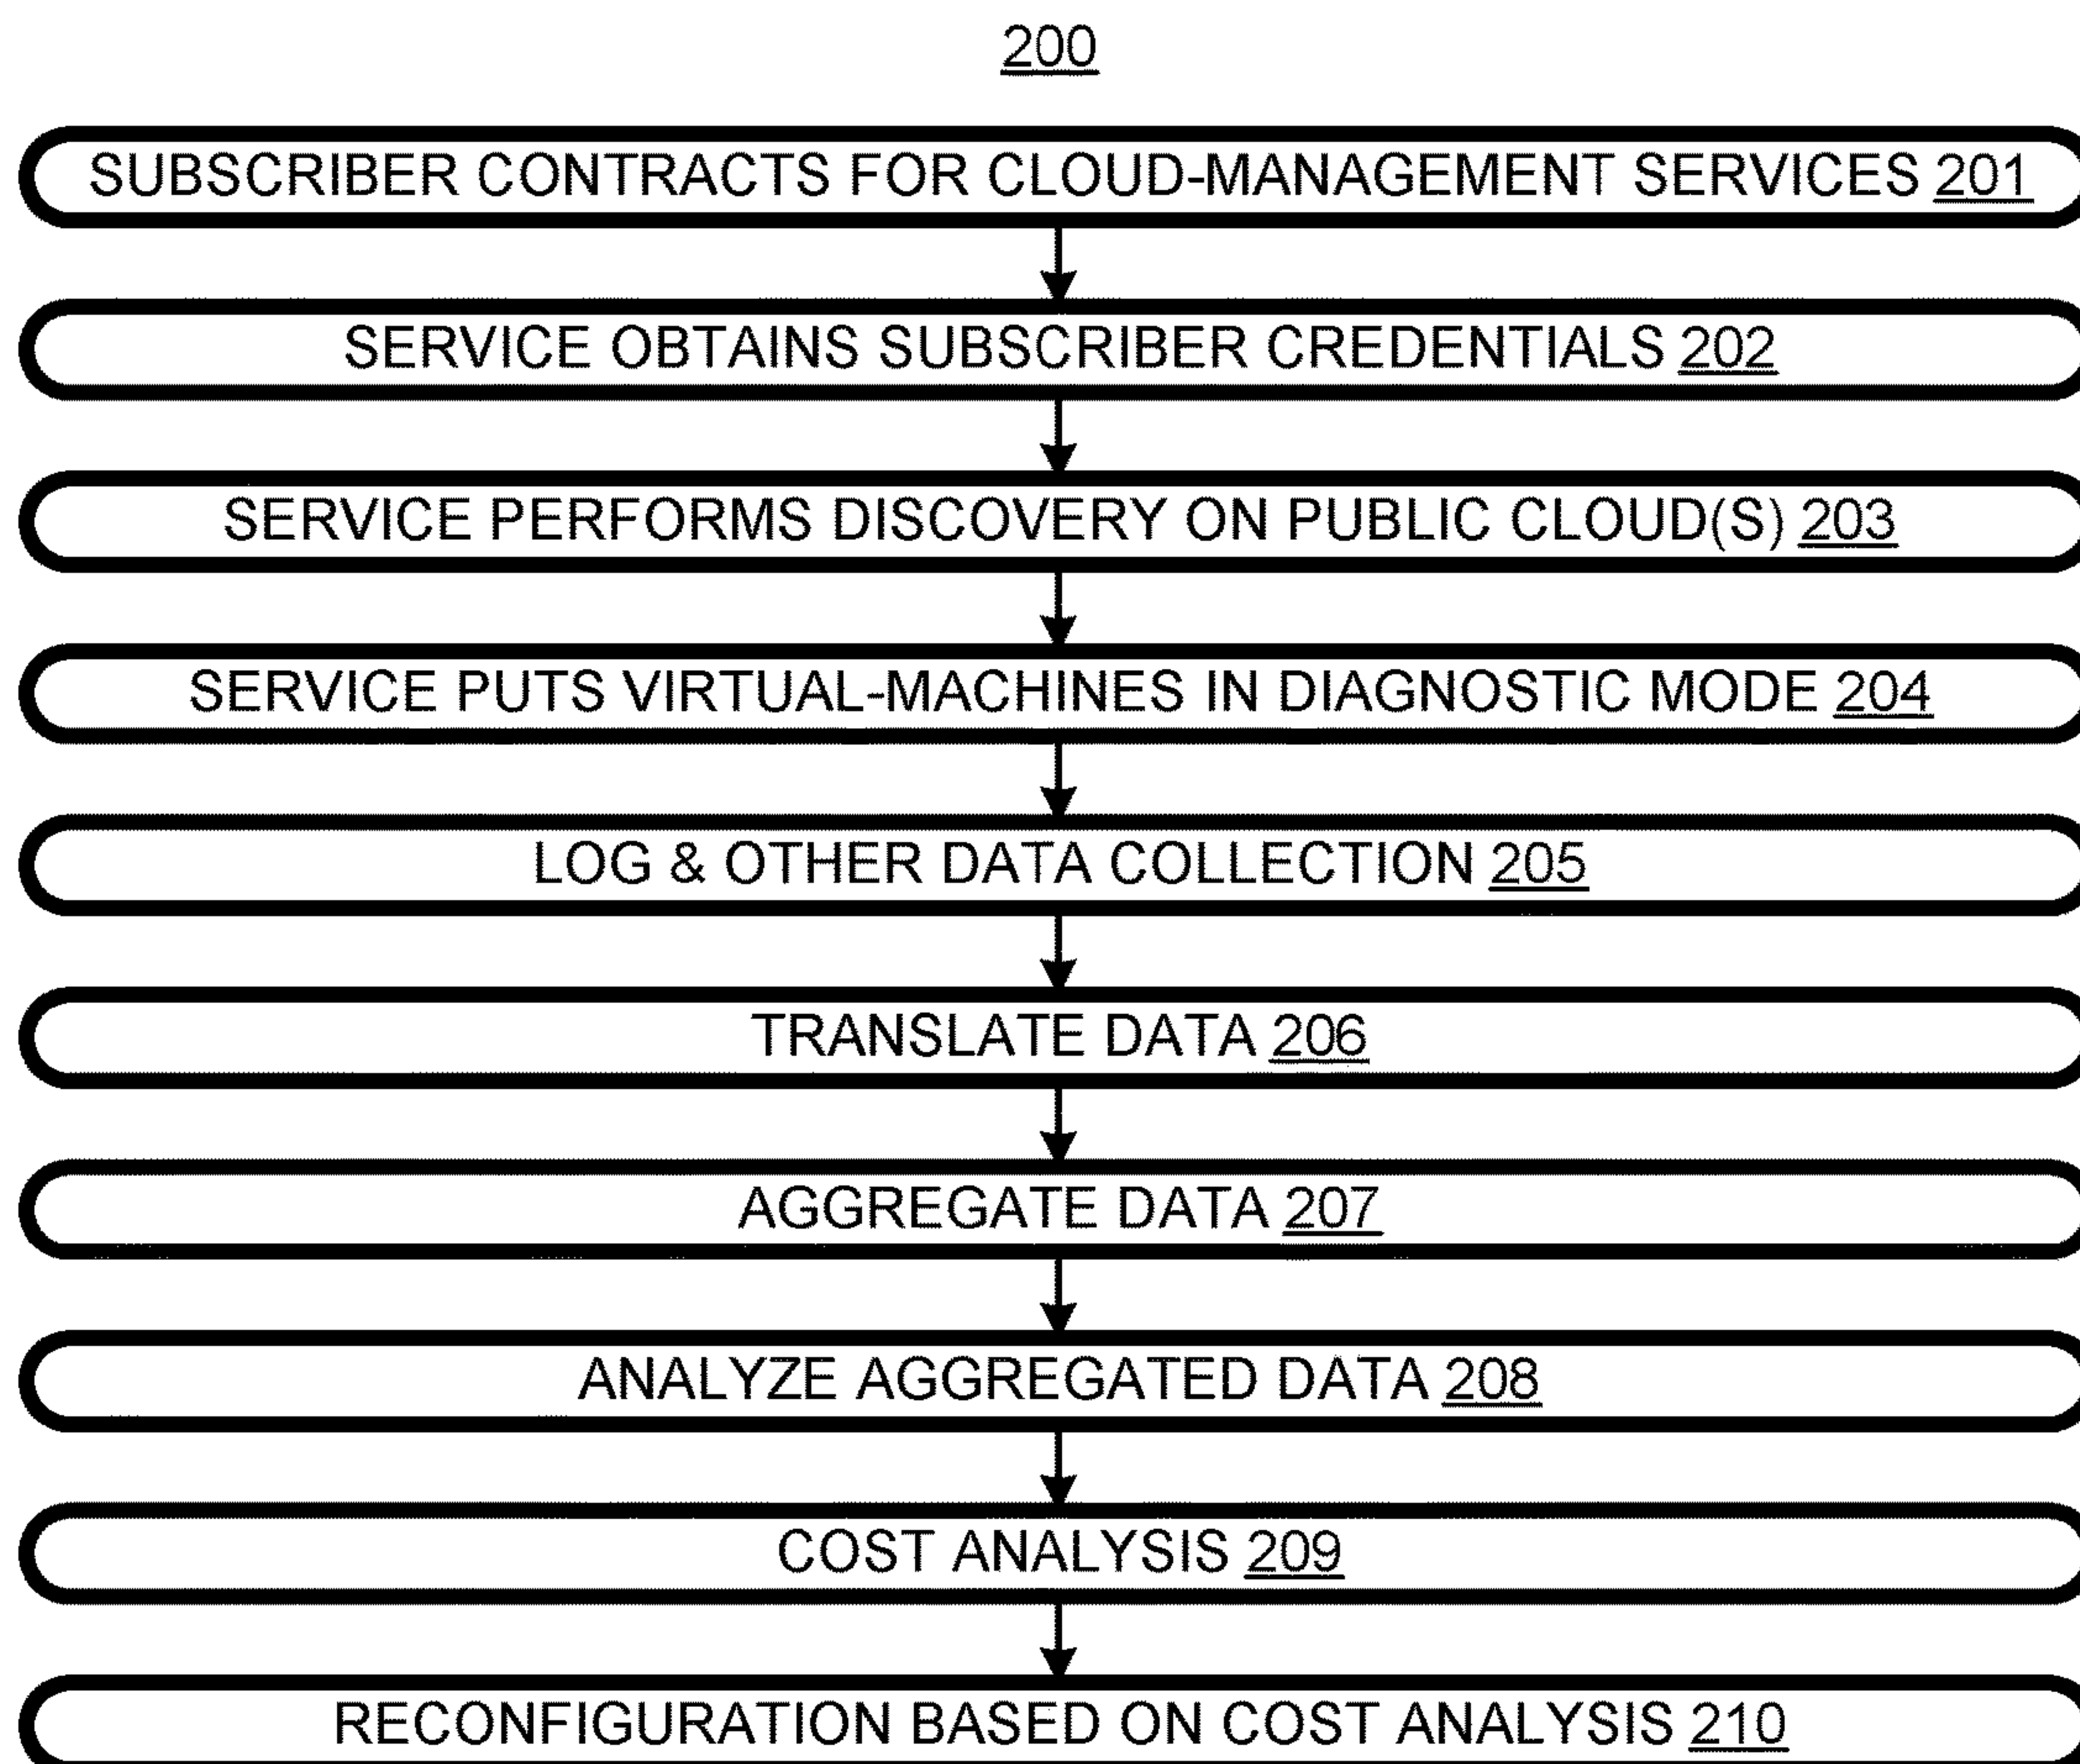 200
SUBSCRIBER CONTRACTS FOR CLOUD-MANAGEMENT SERVICES 201
SERVICE OBTAINS SUBSCRIBER CREDENTIALS 202
SERVICE PERFORMS DISCOVERY ON PUBLIC CLOUD(S) 203
SERVICE PUTS VIRTUAL-MACHINES IN DIAGNOSTIC MODE 204
LOG & OTHER DATA COLLECTION 205
TRANSLATE DATA 206
AGGREGATE DATA 207
ANALYZE AGGREGATED DATA 208
COST ANALYSIS 209
RECONFIGURATION BASED ON COST ANALYSIS 210